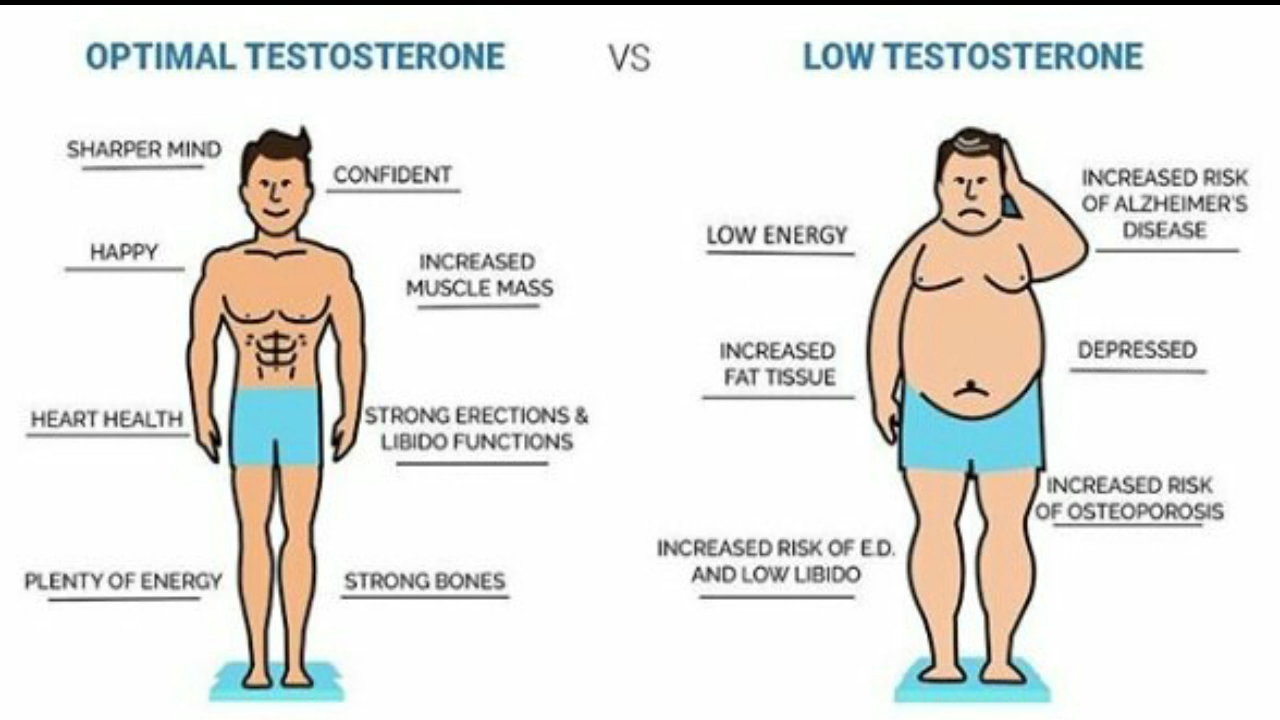 OPTIMAL TESTOSTERONE
VS
LOW TESTOSTERONE
SHARPER MIND
CONFIDENT
HAPPY
INCREASED
MUSCLE MASS
HEART HEALTH
STRONG ERECTIONS &
LIBIDO FUNCTIONS
PLENTY OF ENERGY
STRONG BONES
INCREASED RISK
OF ALZHEIMER'S
DISEASE
LOW ENERGY
INCREASED
FAT TISSUE
DEPRESSED
INCREASED RISK
OF OSTEOPOROSIS
INCREASED RISK OF E.D.
AND LOW LIBIDO